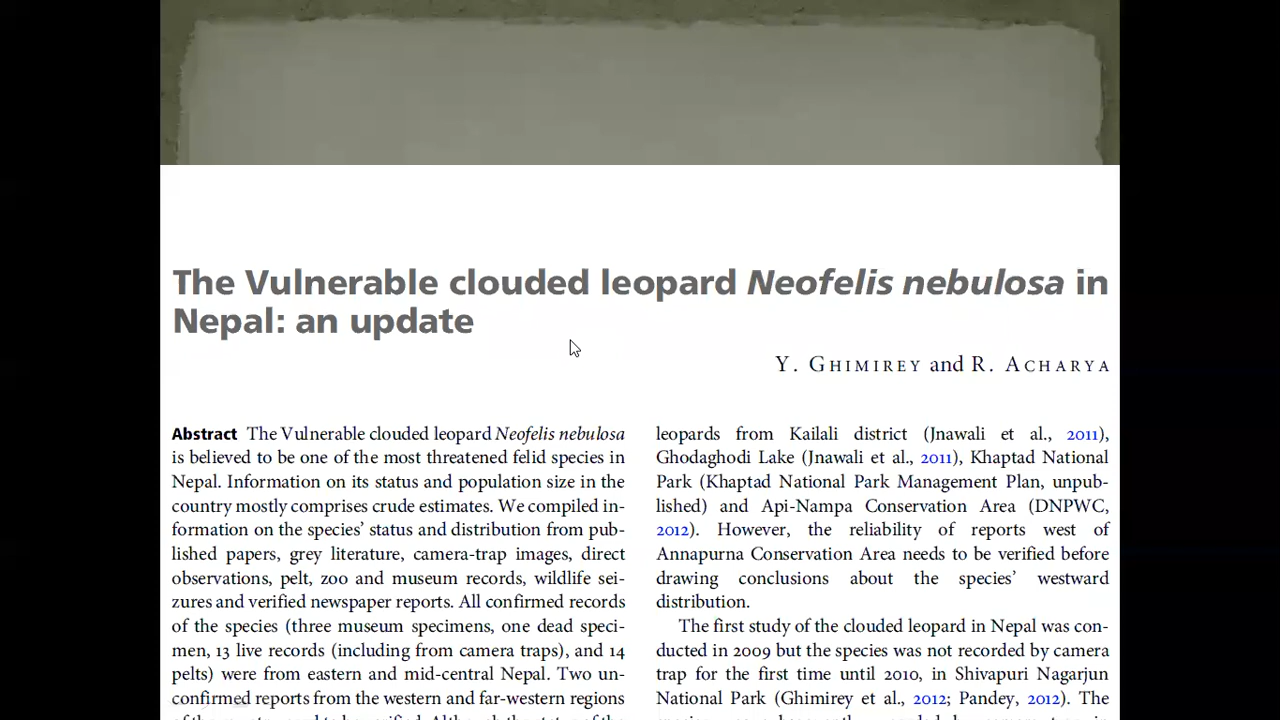 The Vulnerable clouded leopard Neofelis nebulosa in
Nepal: an update
Y. GHIMIREY and R. ACHARYA
Abstract The Vulnerable clouded leopard Neofelis nebulosa
is believed to be one of the most threatened felid species in
Nepal. Information on its status and population size in the
country mostly comprises crude estimates. We compiled in-
formation on the species’ status and distribution from pub-
lished papers, grey literature, camera-trap images, direct
observations, pelt, zoo and museum records, wildlife sei-
zures and verified newspaper reports. All confirmed records
of the species (three museum specimens, one dead speci-
men, 13 live records (including from camera traps), and 14
pelts) were from eastern and mid-central Nepal. Two un-
confirmed reports from the western and far-western regions
leopards from Kailali district (Jnawali et al., 2011),
Ghodaghodi Lake (Jnawali et al., 2011), Khaptad National
Park (Khaptad National Park Management Plan, unpub-
lished) and Api-Nampa Conservation Area (DNPWC,
2012). However, the reliability of reports west of
Annapurna Conservation Area needs to be verified before
drawing conclusions about the species’ westward
distribution.
The first study of the clouded leopard in Nepal was con-
ducted in 2009 but the species was not recorded by camera
trap for the first time until 2010, in Shivapuri Nagarjun
National Park (Ghimirey et al., 2012; Pandey, 2012). The